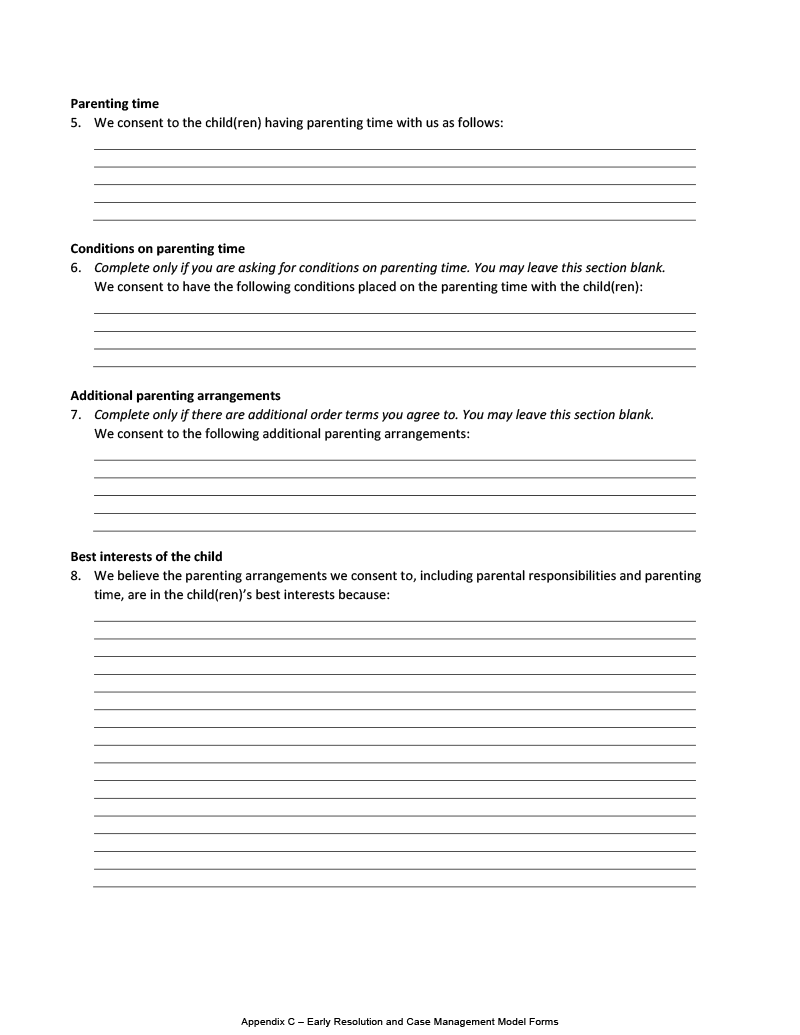 Parenting time
5. We consent to the child(ren) having parenting time with us as follows:
Conditions on parenting time
6. Complete only if you are asking for conditions on parenting time. You may leave this section blank.
We consent to have the following conditions placed on the parenting time with the child(ren):
Additional parenting arrangements
7. Complete only if there are additional order terms you agree to. You may leave this section blank.
We consent to the following additional parenting arrangements:
Best interests of the child
8. We believe the parenting arrangements we consent to, including parental responsibilities and parenting
time, are in the child(ren)’s best interests because:
Appendix C – Early Resolution and Case Management Model Forms